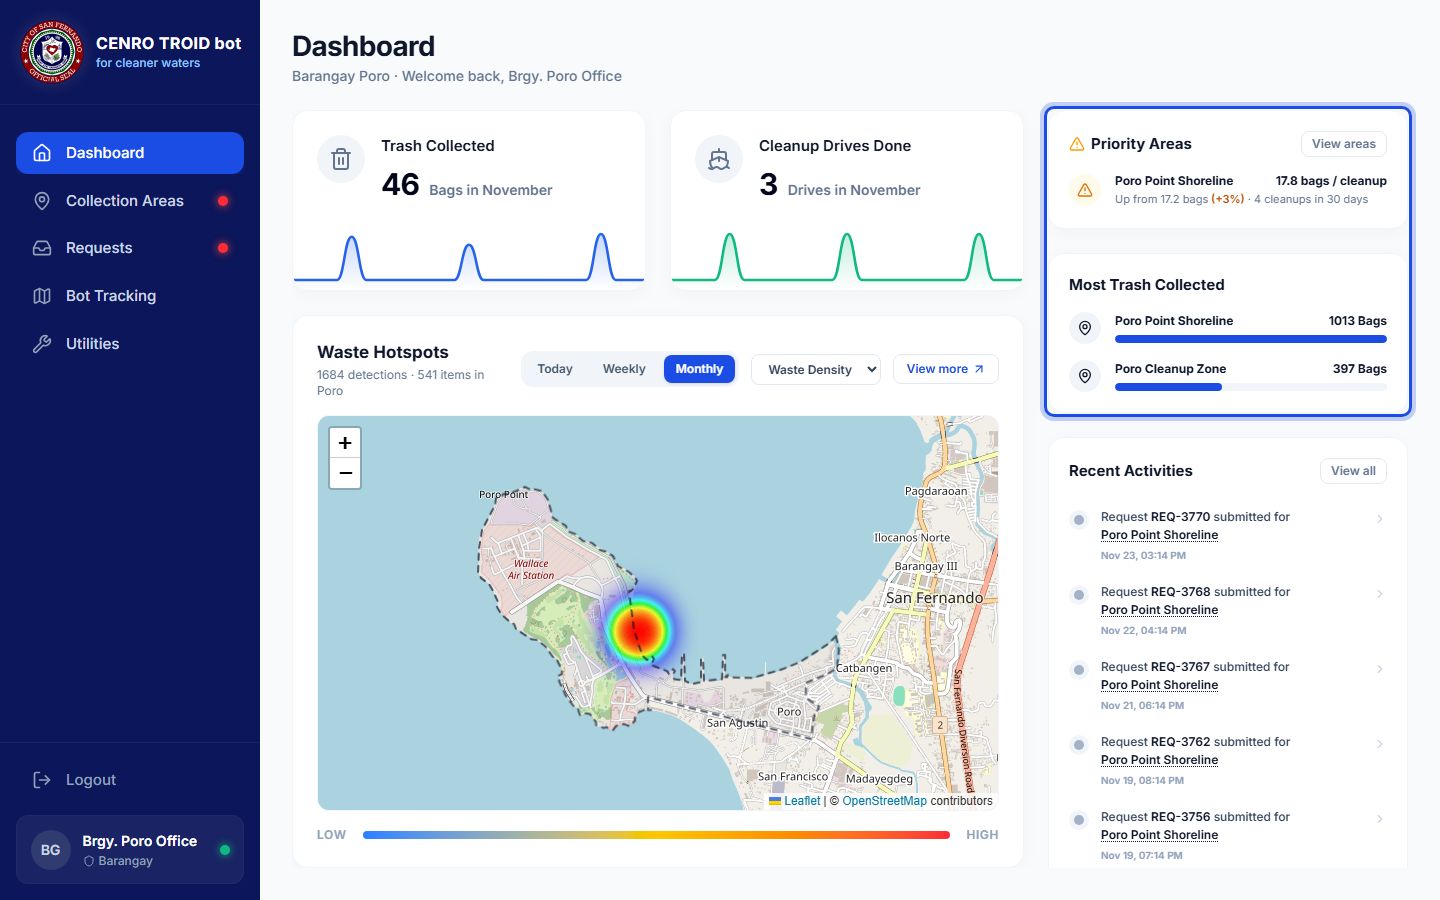 CITY OF SAN FERNANDO
OFFICIAL SEAL
CENRO TROID bot
for cleaner waters
Dashboard
Collection Areas
Requests
Bot Tracking
Utilities
Logout
BG
Brgy. Poro Office
Barangay
Dashboard
Barangay Poro · Welcome back, Brgy. Poro Office
Trash Collected
46 Bags in November
Cleanup Drives Done
3 Drives in November
Waste Hotspots
1684 detections · 541 items in
Poro
Today
Weekly
Monthly
Waste Density
View more
+
−
Poro Point
Wallace
Air Station
Pagdaraoan
Ilocanos Norte
Barangay III
San Fernando
Catbangen
Poro
San Agustin
2
San Fernando Diversion Road
San Francisco
Madayegdeg
Leaflet | © OpenStreetMap contributors
LOW
HIGH
Priority Areas
View areas
Poro Point Shoreline 17.8 bags / cleanup
Up from 17.2 bags (+3%) · 4 cleanups in 30 days
Most Trash Collected
Poro Point Shoreline 1013 Bags
Poro Cleanup Zone 397 Bags
Recent Activities
View all
Request REQ-3770 submitted for
Poro Point Shoreline
Nov 23, 03:14 PM
Request REQ-3768 submitted for
Poro Point Shoreline
Nov 22, 04:14 PM
Request REQ-3767 submitted for
Poro Point Shoreline
Nov 21, 06:14 PM
Request REQ-3762 submitted for
Poro Point Shoreline
Nov 19, 08:14 PM
Request REQ-3756 submitted for
Poro Point Shoreline
Nov 19, 07:14 PM